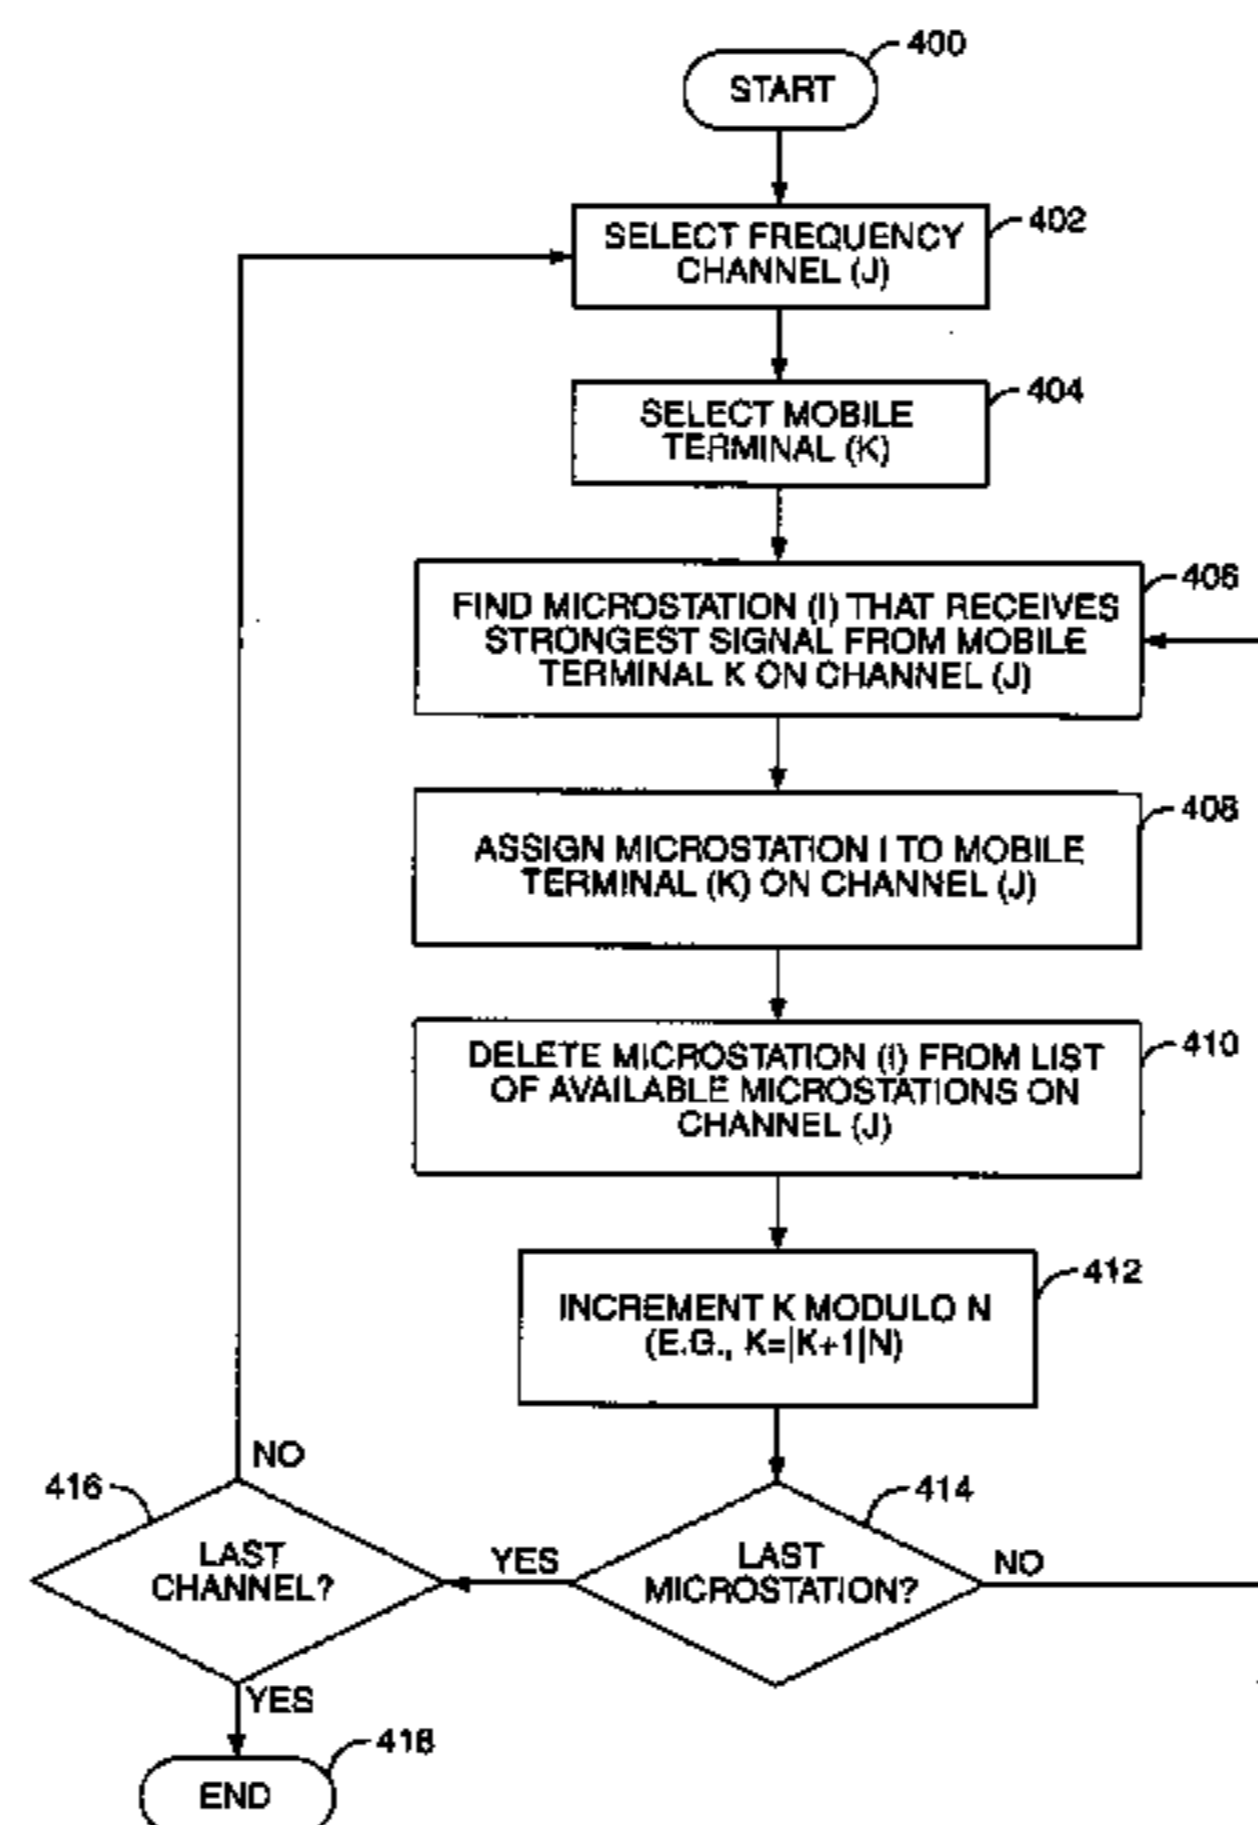 400
START
402
SELECT FREQUENCY
CHANNEL (J)
404
SELECT MOBILE
TERMINAL (K)
406
FIND MICROSTATION (I) THAT RECEIVES
STRONGEST SIGNAL FROM MOBILE
TERMINAL K ON CHANNEL (J)
408
ASSIGN MICROSTATION I TO MOBILE
TERMINAL (K) ON CHANNEL (J)
410
DELETE MICROSTATION (I) FROM LIST
OF AVAILABLE MICROSTATIONS ON
CHANNEL (J)
412
INCREMENT K MODULO N
(E.G., K=|K+1|N)
NO
416
414
LAST
CHANNEL?
YES
LAST
MICROSTATION?
NO
YES
418
END